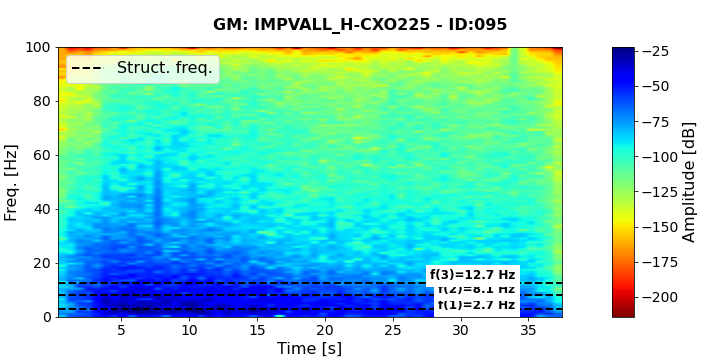 GM: IMPVALL_H-CXO225 - ID:095
100
80
60
40
20
0
Freq. [Hz]
Struct. freq.
f(3)=12.7 Hz
f(2)=8.1 Hz
f(1)=2.7 Hz
5 10 15 20 25 30 35
Time [s]
−25
−50
−75
−100
−125
−150
−175
−200
Amplitude [dB]